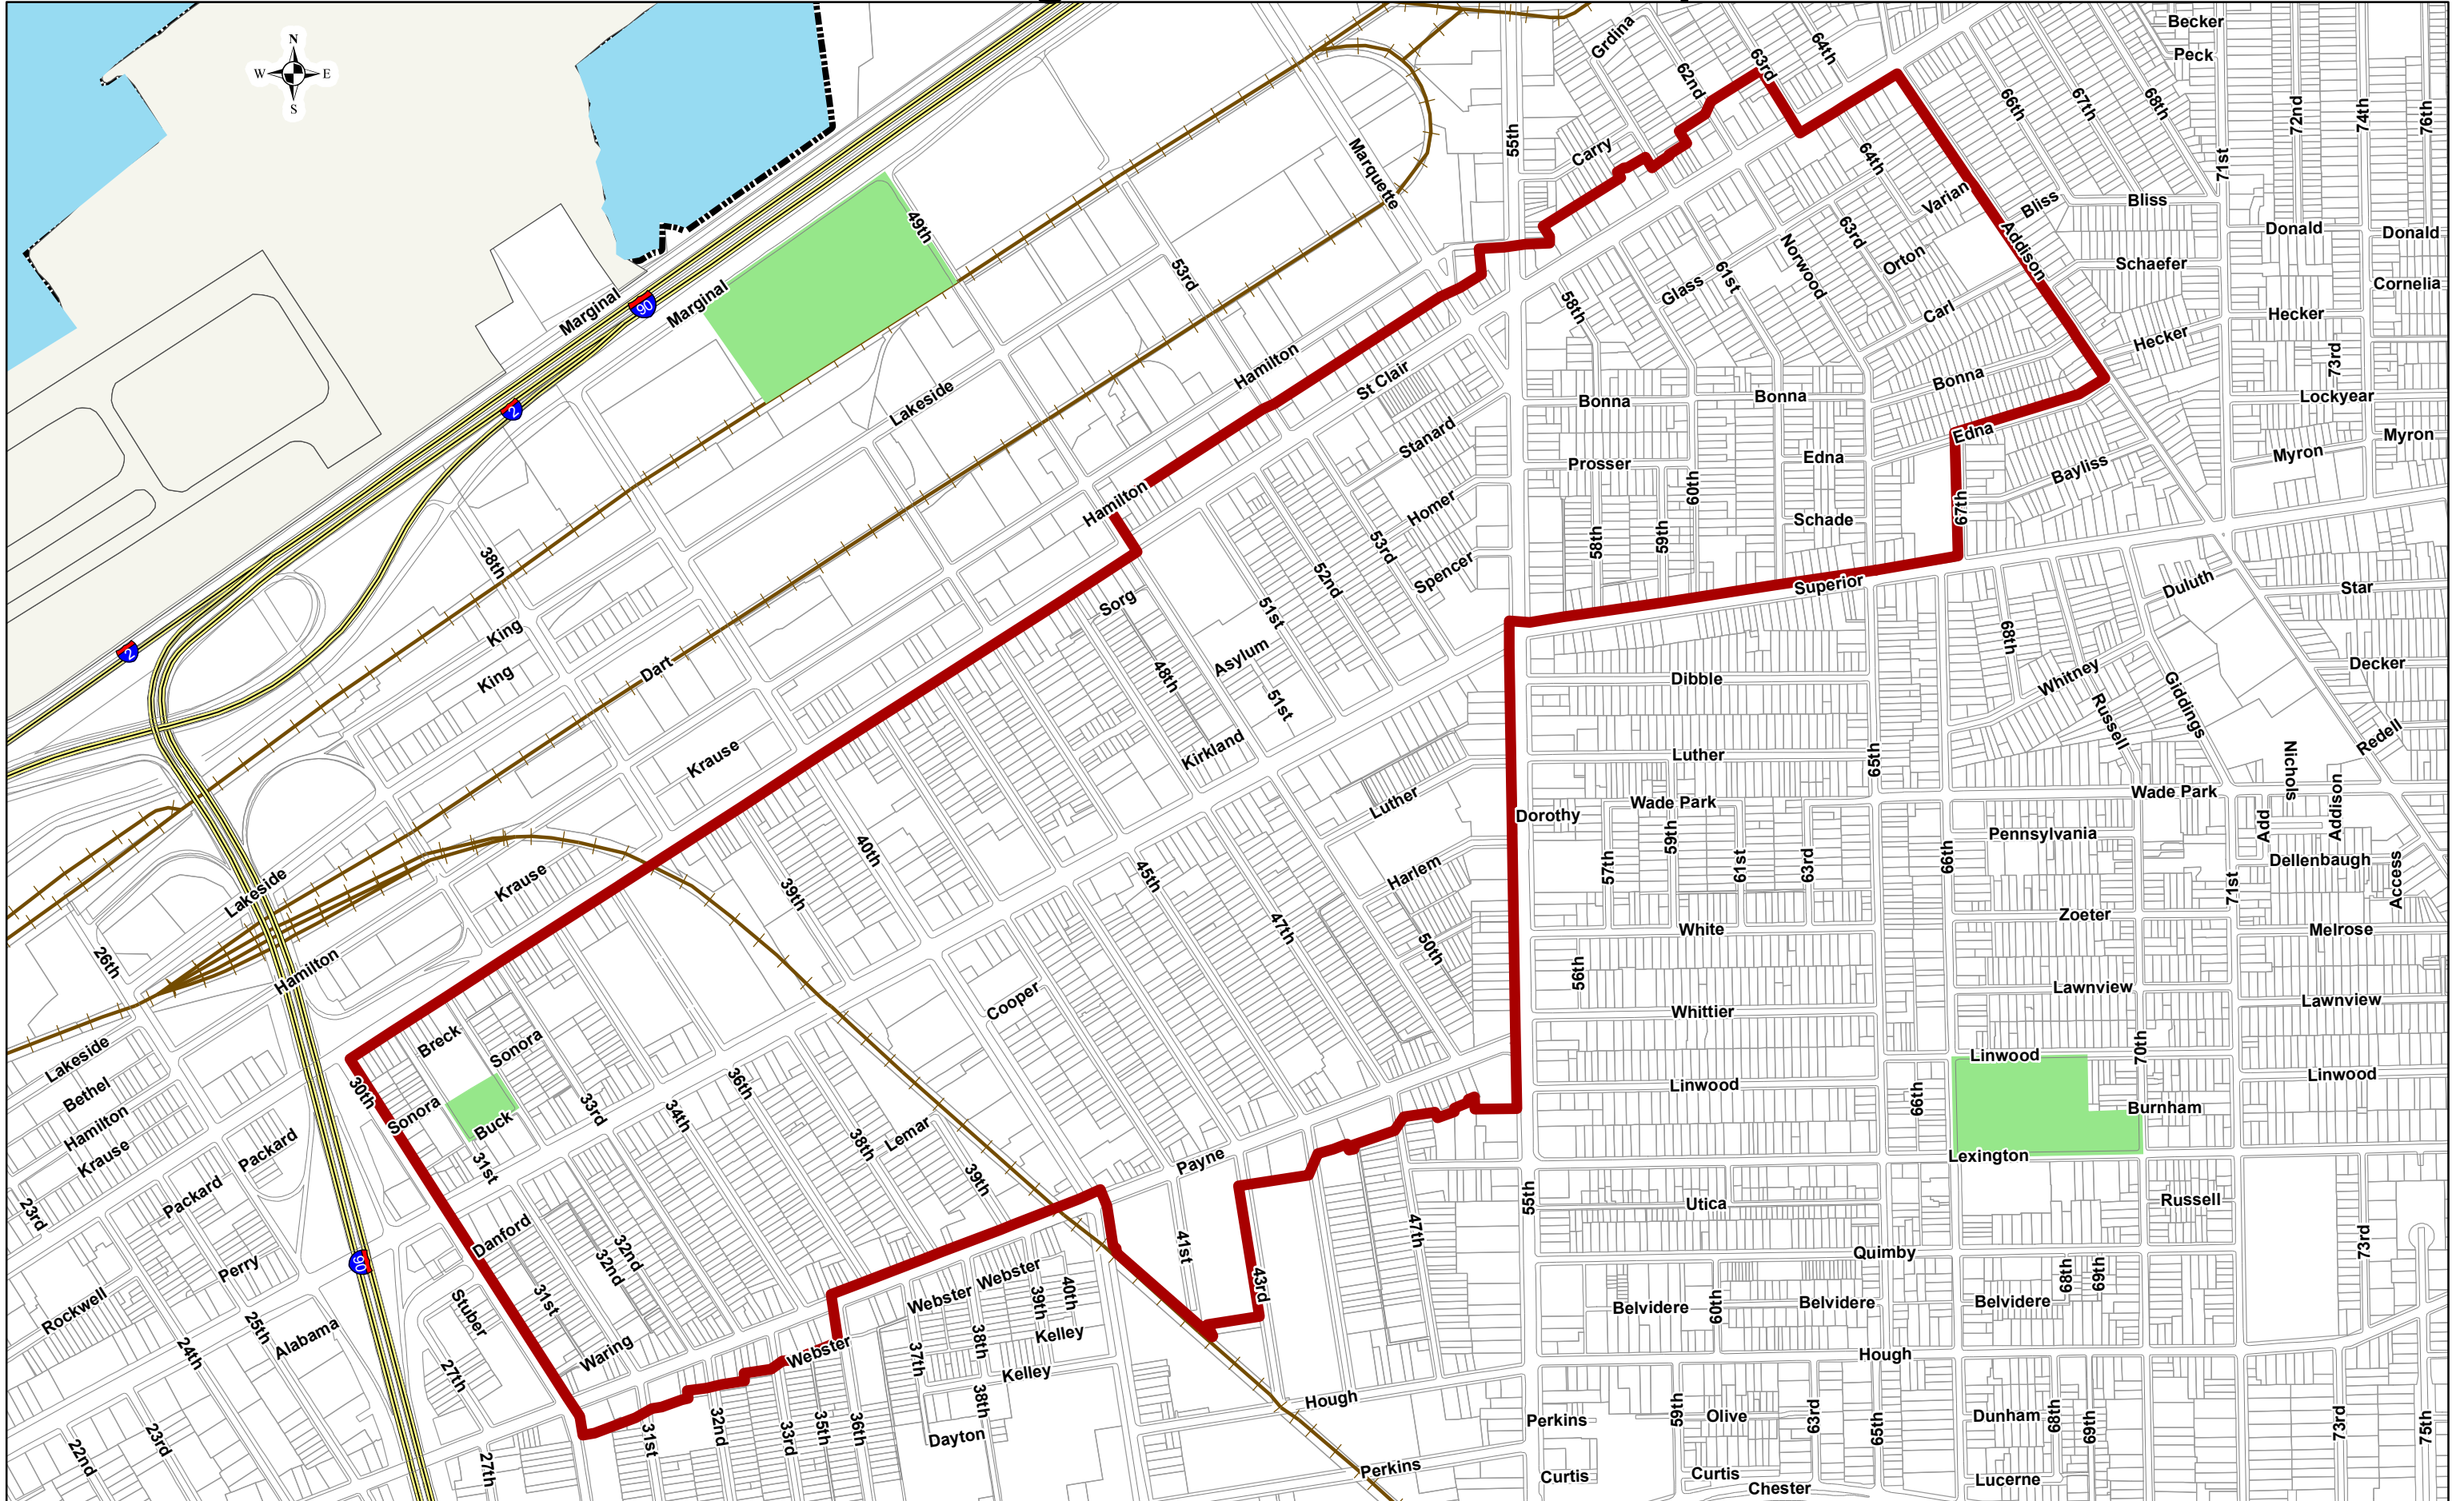 Becker
Grdina
64th
Peck
N
63rd
62nd
W
E
S
66th
67th
68th
72nd
74th
76th
55th
Carry
Marquette
64th
71st
Varian
Bliss
Bliss
49th
63rd
Donald
Donald
Addison
Norwood
Orton
53rd
61st
Schaefer
Glass
Cornelia
Marginal
Marginal
90
58th
Carl
Hecker
Hecker
Hamilton
73rd
St Clair
Bonna
Lakeside
2
Bonna
Bonna
Lockyear
Stanard
Edna
Myron
Edna
Myron
Prosser
Bayliss
60th
Hamilton
Homer
67th
Schade
58th
59th
53rd
38th
Spencer
52nd
Superior
Duluth
Star
Sorg
51st
King
68th
2
Asylum
Decker
Dart
48th
Dibble
Whitney
King
51st
Giddings
Russell
Redell
Kirkland
Krause
Luther
65th
Nichols
Wade Park
Luther
Wade Park
Addison
Dorothy
Add
Pennsylvania
59th
40th
Dellenbaugh
57th
61st
63rd
66th
Harlem
45th
Access
Krause
39th
71st
Lakeside
Zoeter
47th
White
Melrose
50th
26th
Hamilton
56th
Lawnview
Cooper
Lawnview
Whittier
Breck
Sonora
70th
Lakeside
Linwood
Linwood
Linwood
36th
30th
Bethel
66th
Burnham
33rd
Sonora
34th
Hamilton
Buck
Lemar
38th
Packard
Krause
Payne
Lexington
31st
39th
Packard
55th
Utica
Russell
23rd
47th
Danford
32nd
41st
73rd
Quimby
90
Perry
32nd
Webster
43rd
68th
69th
Webster
39th
40th
31st
Rockwell
Stuber
Belvidere
60th
Belvidere
Belvidere
25th
Alabama
38th
Kelley
24th
Waring
Webster
37th
Hough
27th
Kelley
Hough
38th
59th
63rd
Olive
Dunham
68th
69th
73rd
75th
Perkins
32nd
33rd
35th
36th
65th
31st
23rd
Dayton
22nd
27th
Perkins
Curtis
Curtis
Lucerne
Chester